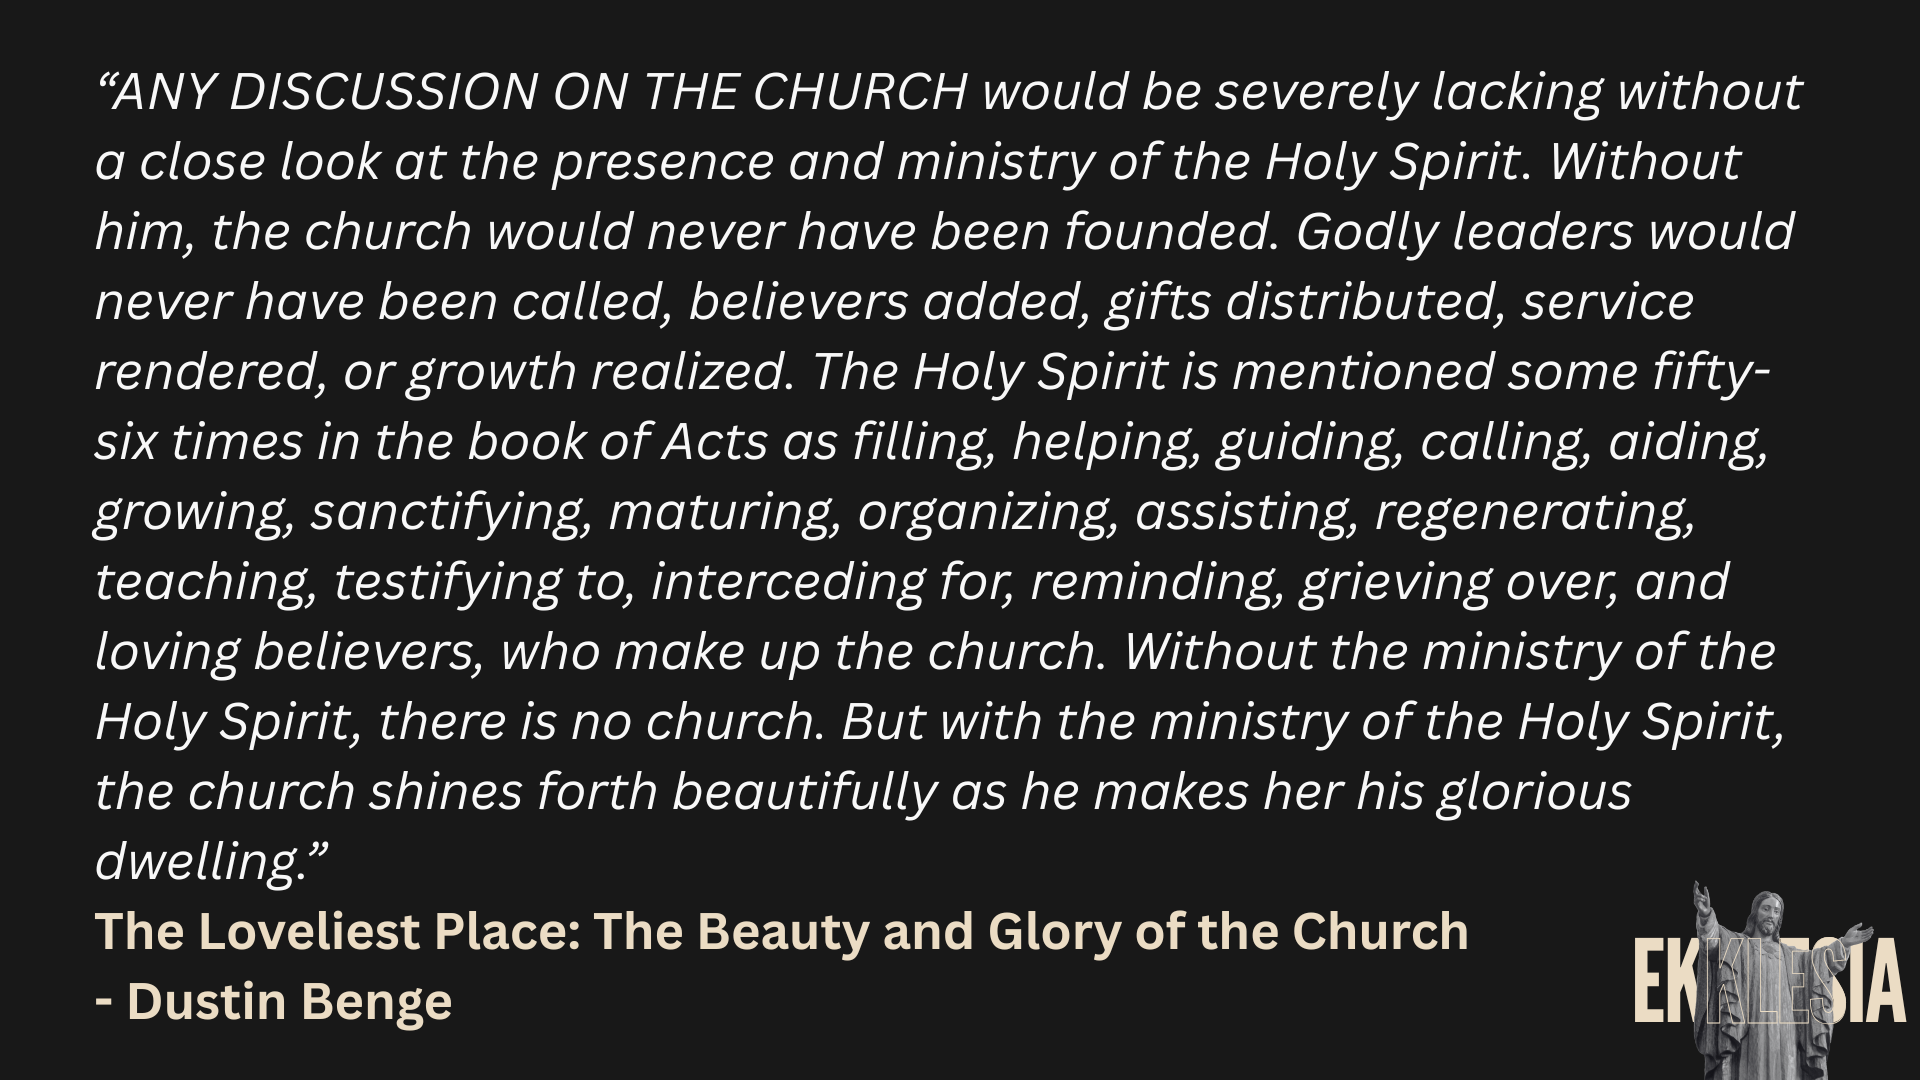 “ANY DISCUSSION ON THE CHURCH would be severely lacking without
a close look at the presence and ministry of the Holy Spirit. Without
him, the church would never have been founded. Godly leaders would
never have been called, believers added, gifts distributed, service
rendered, or growth realized. The Holy Spirit is mentioned some fifty-
six times in the book of Acts as filling, helping, guiding, calling, aiding,
growing, sanctifying, maturing, organizing, assisting, regenerating,
teaching, testifying to, interceding for, reminding, grieving over, and
loving believers, who make up the church. Without the ministry of the
Holy Spirit, there is no church. But with the ministry of the Holy Spirit,
the church shines forth beautifully as he makes her his glorious
dwelling.”
The Loveliest Place: The Beauty and Glory of the Church
- Dustin Benge
EKKLESIA